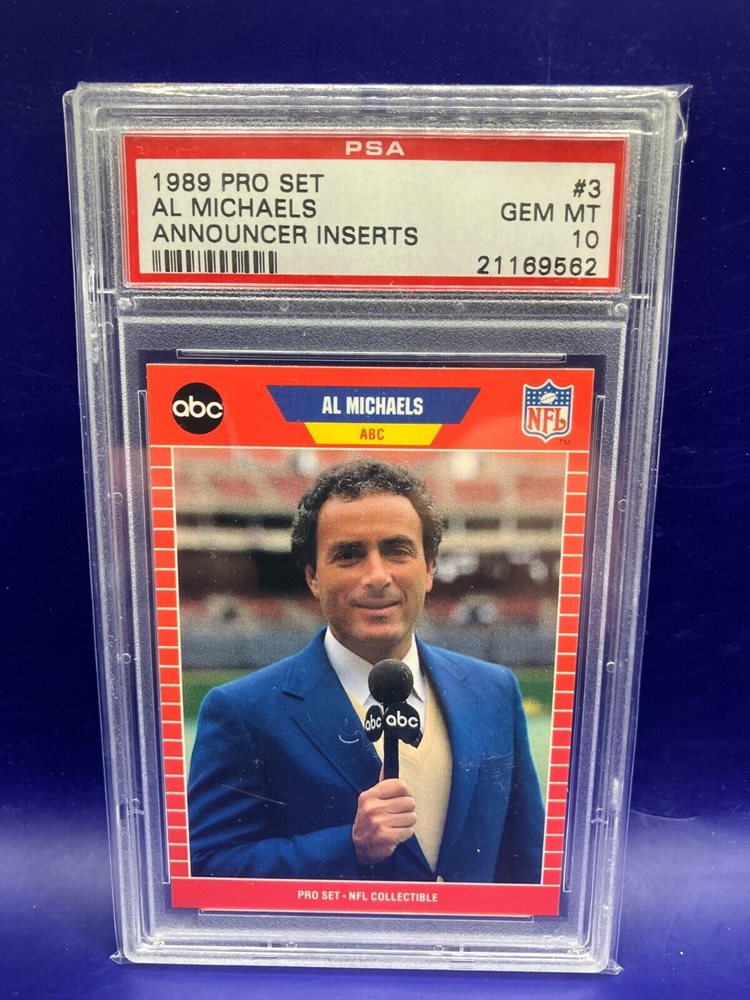 PSA
1989 PRO SET #3
AL MICHAELS GEM MT
ANNOUNCER INSERTS 10
21169562
abc
AL MICHAELS
ABC
NFL
TM
abc abc
PRO SET • NFL COLLECTIBLE